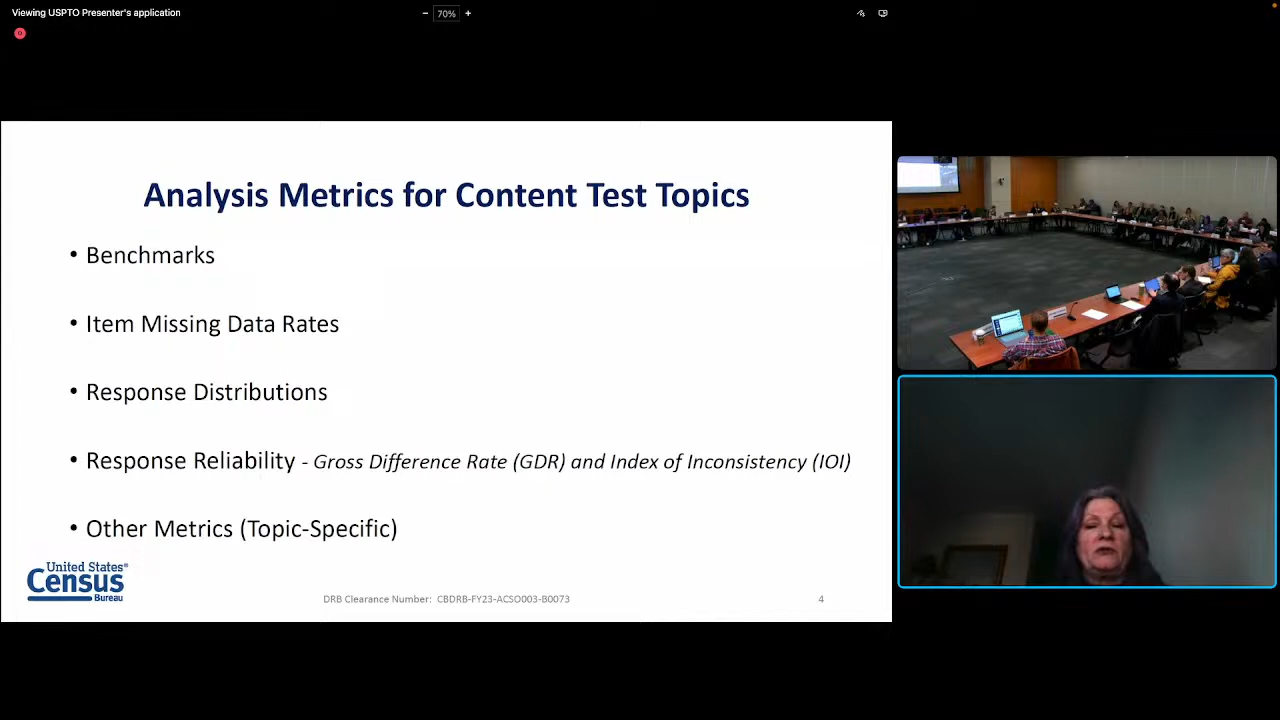 Viewing USPTO Presenter's application
− 70% +
Analysis Metrics for Content Test Topics
• Benchmarks
• Item Missing Data Rates
• Response Distributions
• Response Reliability - Gross Difference Rate (GDR) and Index of Inconsistency (IOI)
• Other Metrics (Topic-Specific)
United States®
Census
Bureau
DRB Clearance Number: CBDRB-FY23-ACSO003-B0073
4